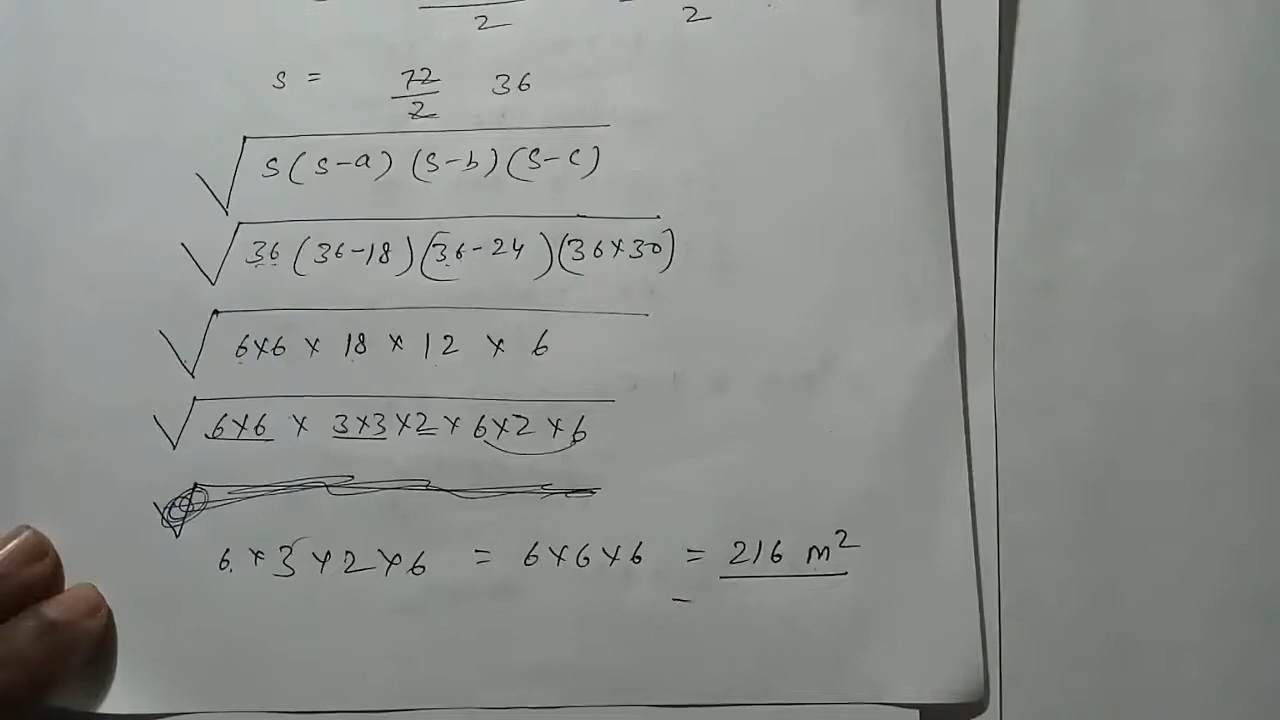 2 2
s = 72/2 36
√s(s-a)(s-b)(s-c)
√36(36-18)(36-24)(36×30)
√6×6 × 18 × 12 × 6
√6×6 × 3×3×2×6×2×6
6×3×2×6 = 6×6×6 = 216 m²